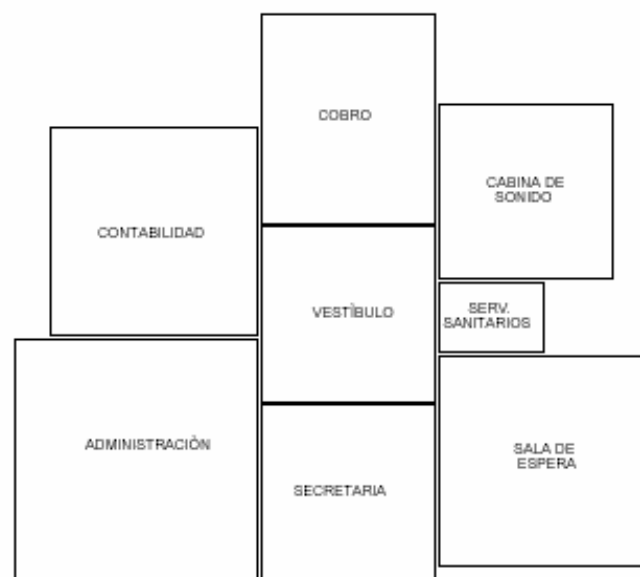 COBRO
CABINA DE
SONIDO
CONTABILIDAD
VESTÌBULO
SERV.
SANITARIOS
ADMINISTRACIÒN
SALA DE
ESPERA
SECRETARIA